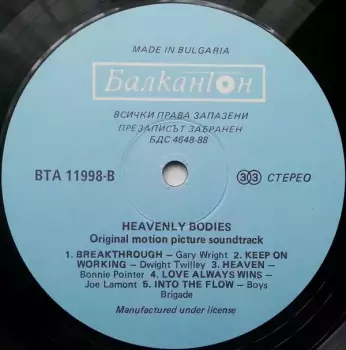 MADE IN BULGARIA
Балкантон
ВСИЧКИ ПРАВА ЗАПАЗЕНИ
ПРЕЗАПИСЪТ ЗАБРАНЕН
БДС 4648-88
ВТА 11998-В
33 СТЕРЕО
HEAVENLY BODIES
Original motion picture soundtrack
1. BREAKTHROUGH – Gary Wright 2. KEEP ON
WORKING – Dwight Twilley 3. HEAVEN –
Bonnie Pointer 4. LOVE ALWAYS WINS –
Joe Lamont 5. INTO THE FLOW – Boys
Brigade
Manufactured under license